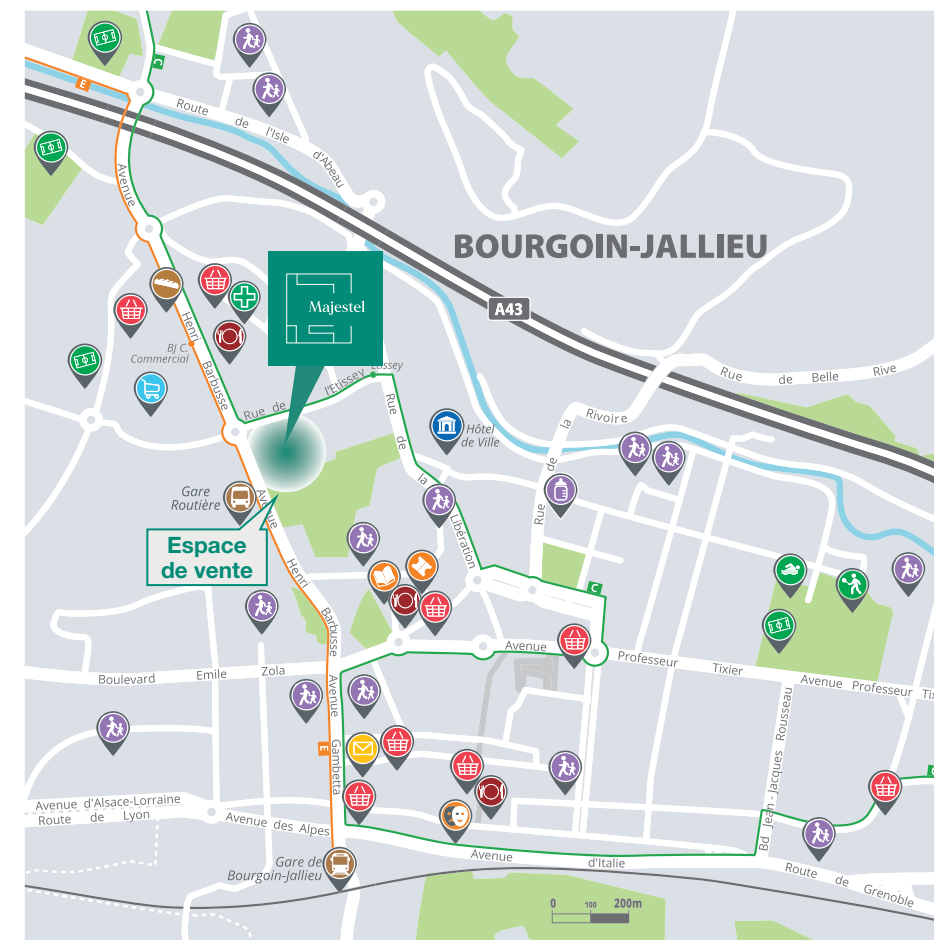 C
E
Route de l'Isle d'Abeau
Avenue
BOURGOIN-JALLIEU
Majestel
A43
Henri
Barbusse
BJ C.
Commercial
Etissey
Rue de l'Etissey
Rue de la Libération
Rue de Belle Rive
Rue de la Rivoire
Hôtel
de Ville
Gare
Routière
Avenue
Espace
de vente
Henri
Barbusse
C
Avenue Professeur Tixier
Avenue Professeur
Boulevard Emile Zola
Avenue
Gambetta
E
Bd Jean-Jacques Rousseau
Avenue d'Alsace-Lorraine
Route de Lyon
Avenue des Alpes
Gare de
Bourgoin-Jallieu
Avenue d'Italie
Route de Grenoble
0 100 200m